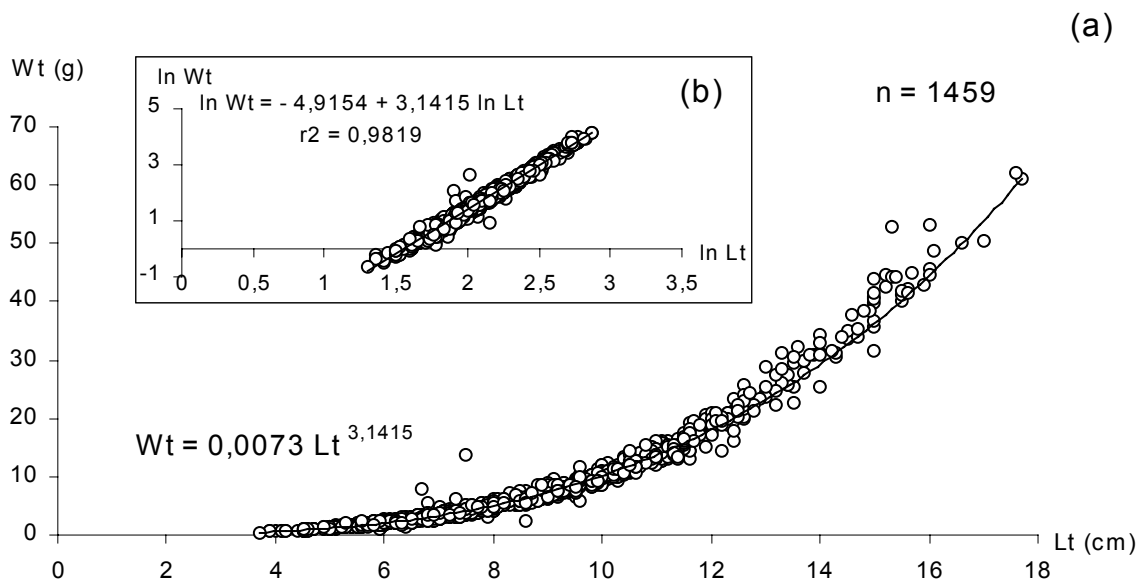 (a)
Wt (g)
ln Wt
(b)
ln Wt = - 4,9154 + 3,1415 ln Lt
r2 = 0,9819
n = 1459
5
3
1
-1
0 0,5 1 1,5 2 2,5 3 3,5
ln Lt
70
60
50
40
30
20
10
0
Wt = 0,0073 Lt 3,1415
Lt (cm)
0 2 4 6 8 10 12 14 16 18